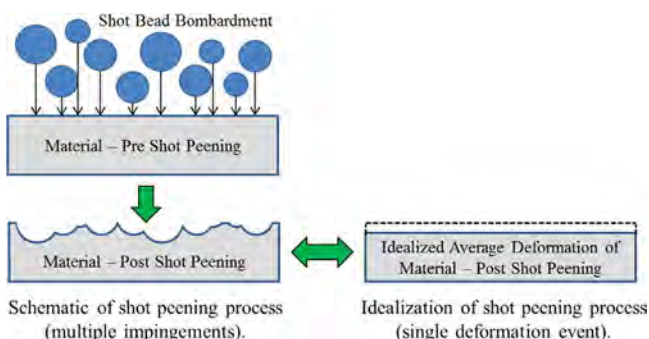 Shot Bead Bombardment
Material – Pre Shot Peening
Material – Post Shot Peening
Idealized Average Deformation of
Material – Post Shot Peening
Schematic of shot peening process
(multiple impingements).
Idealization of shot peening process
(single deformation event).